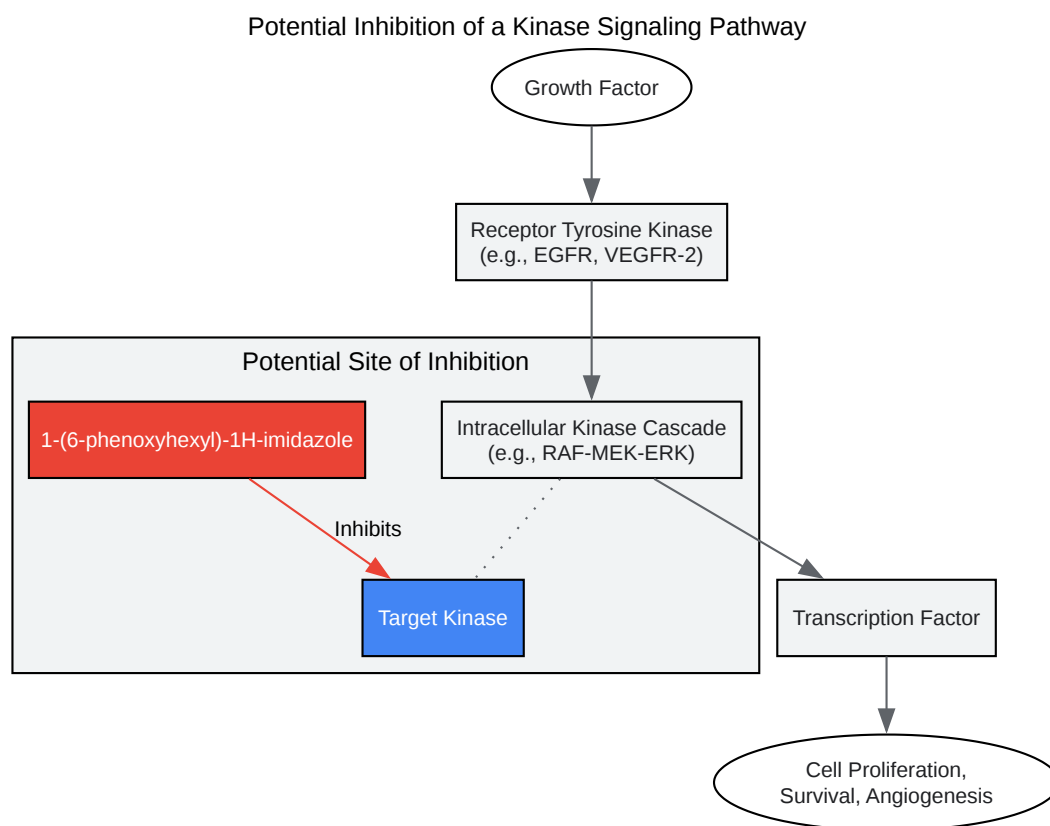 Potential Inhibition of a Kinase Signaling Pathway
Growth Factor
Receptor Tyrosine Kinase
(e.g., EGFR, VEGFR-2)
Potential Site of Inhibition
1-(6-phenoxyhexyl)-1H-imidazole
Intracellular Kinase Cascade
(e.g., RAF-MEK-ERK)
Inhibits
Target Kinase
Transcription Factor
Cell Proliferation,
Survival, Angiogenesis